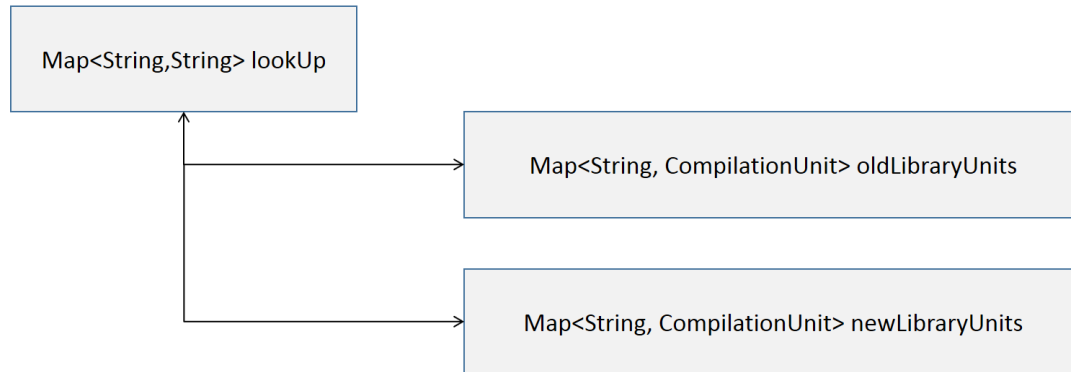 Map<String,String> lookUp
Map<String, CompilationUnit> oldLibraryUnits
Map<String, CompilationUnit> newLibraryUnits